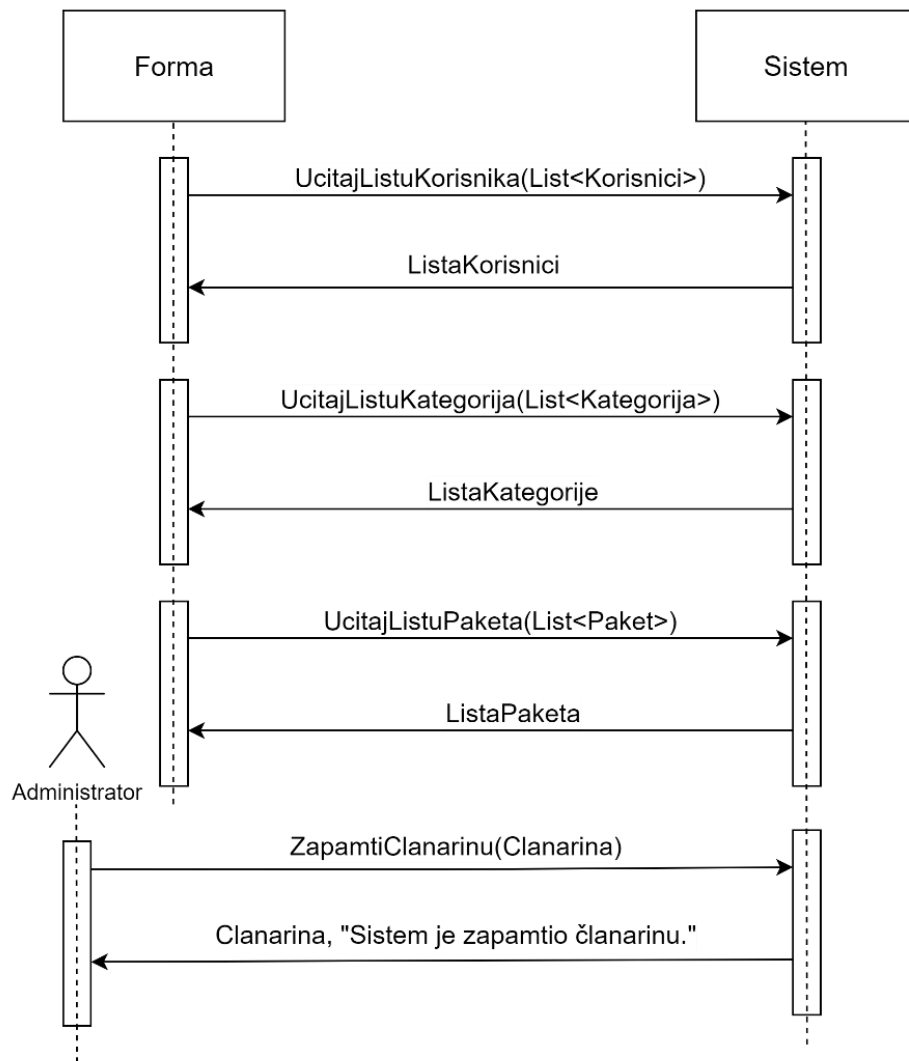 Forma
Sistem
UcitajListuKorisnika(List<Korisnici>)
ListaKorisnici
UcitajListuKategorija(List<Kategorija>)
ListaKategorije
UcitajListuPaketa(List<Paket>)
ListaPaketa
Administrator
ZapamtiClanarinu(Clanarina)
Clanarina, "Sistem je zapamtio članarinu."